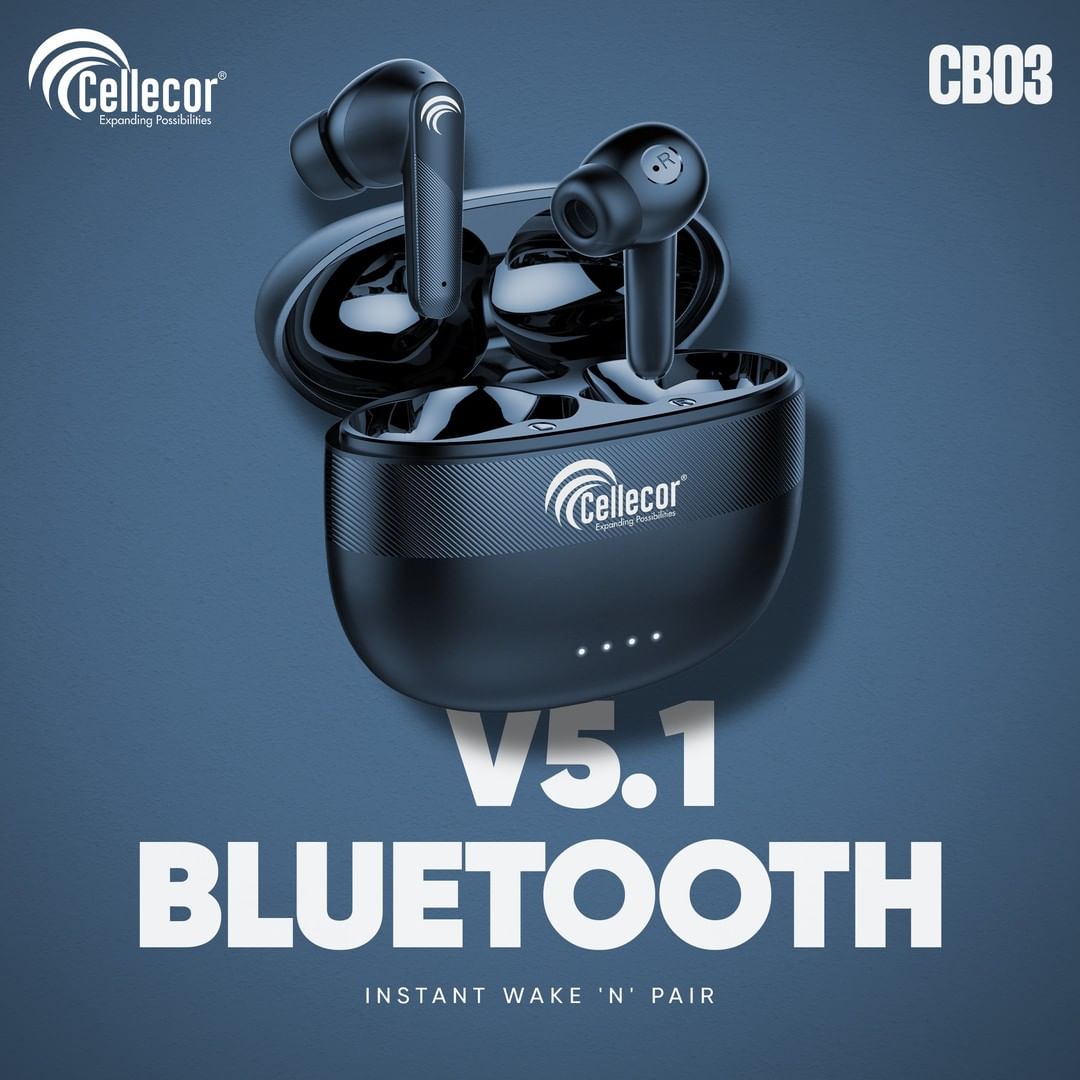 Cellecor®
Expanding Possibilities
CB03
R
L
R
Cellecor®
Expanding Possibilities
V5.1
BLUETOOTH
INSTANT WAKE 'N' PAIR